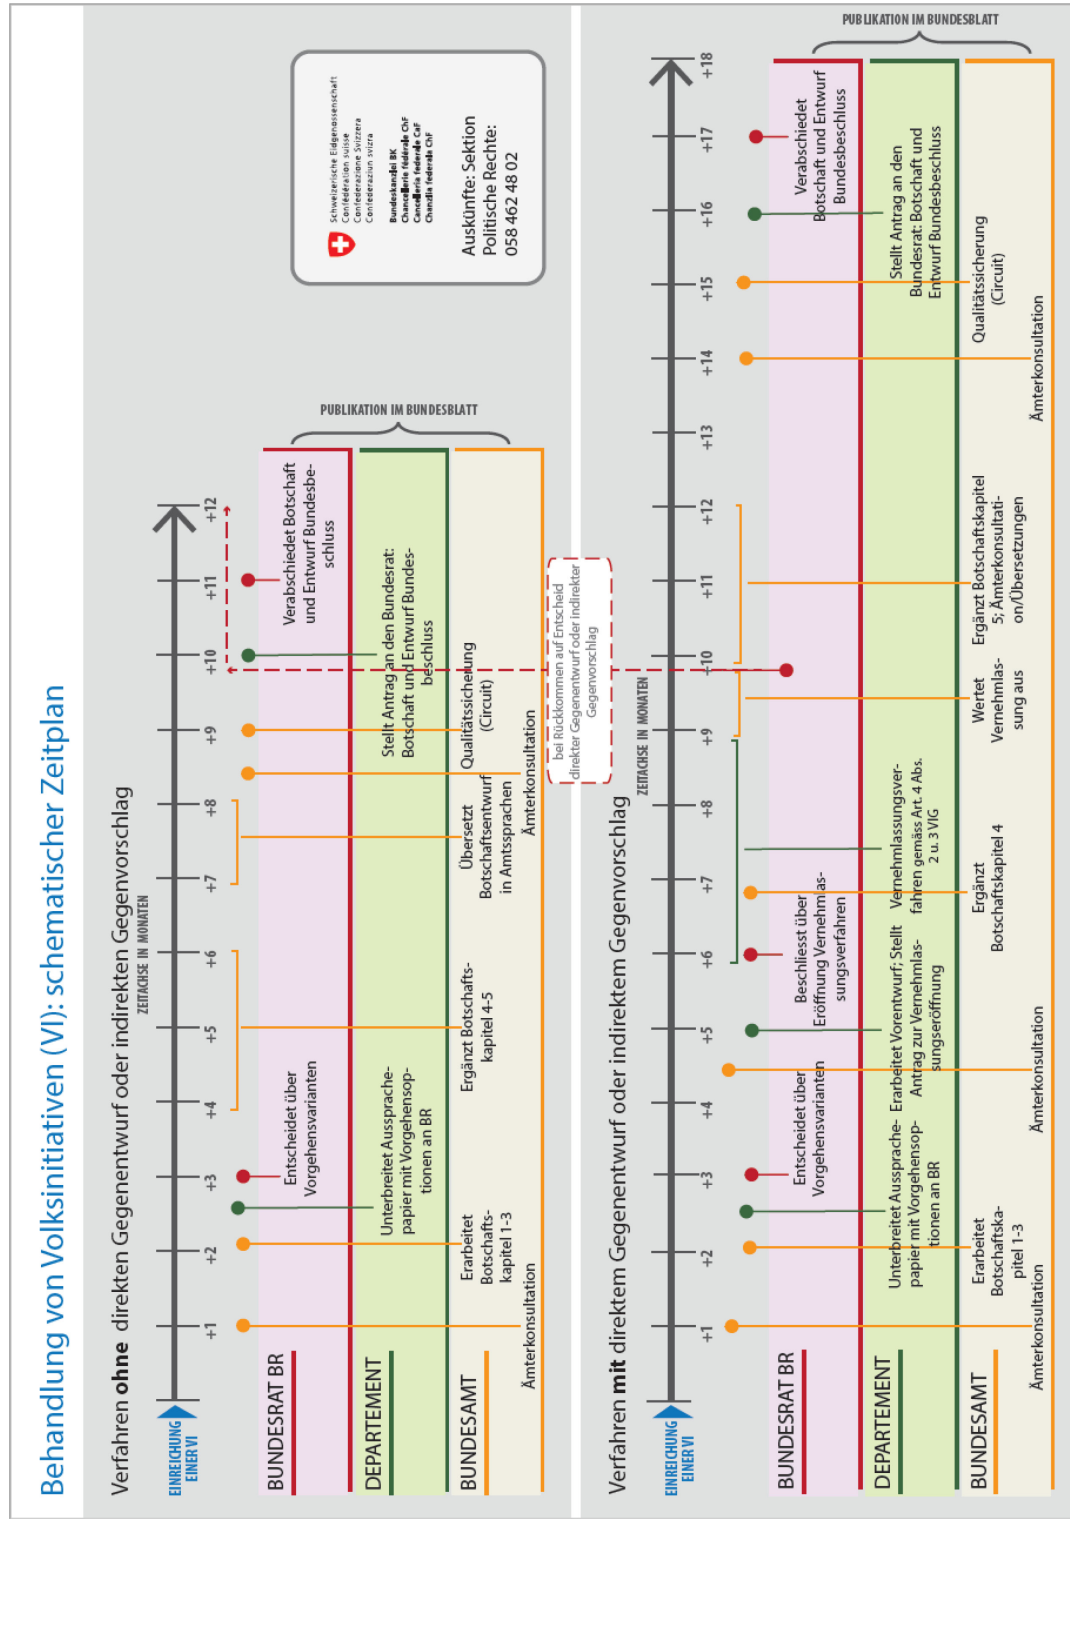 Behandlung von Volksinitiativen (VI): schematischer Zeitplan
Verfahren ohne direkten Gegenentwurf oder indirekten Gegenvorschlag
ZEITACHSE IN MONATEN
EINREICHUNG
EINER VI
+1
+2
+3
+4
+5
+6
+7
+8
+9
+10
+11
+12
BUNDESRAT BR
Entscheidet über
Vorgehensvarianten
Verabschiedet Botschaft
und Entwurf Bundesbe-
schluss
DEPARTEMENT
Unterbreitet Aussprache-
papier mit Vorgehensop-
tionen an BR
Stellt Antrag an den Bundesrat:
Botschaft und Entwurf Bundes-
beschluss
BUNDESAMT
Ämterkonsultation
Erarbeitet
Botschafts-
kapitel 1-3
Ergänzt Botschafts-
kapitel 4-5
Übersetzt
Botschaftsentwurf
in Amtssprachen
Ämterkonsultation
Qualitätssicherung
(Circuit)
PUBLIKATION IM BUNDESBLATT
Schweizerische Eidgenossenschaft
Confédération suisse
Confederazione Svizzera
Confederaziun svizra
Bundeskanzlei BK
Chancellerie fédérale ChF
Cancelleria federale CaF
Chanzlia federala ChF
Auskünfte: Sektion
Politische Rechte:
058 462 48 02
bei Rückkommen auf Entscheid
direkter Gegenentwurf oder indirekter
Gegenvorschlag
Verfahren mit direktem Gegenentwurf oder indirektem Gegenvorschlag
ZEITACHSE IN MONATEN
EINREICHUNG
EINER VI
+1
+2
+3
+4
+5
+6
+7
+8
+9
+10
+11
+12
+13
+14
+15
+16
+17
+18
BUNDESRAT BR
Entscheidet über
Vorgehensvarianten
Beschliesst über
Eröffnung Vernehmlas-
sungsverfahren
Verabschiedet
Botschaft und Entwurf
Bundesbeschluss
DEPARTEMENT
Unterbreitet Aussprache-
papier mit Vorgehensop-
tionen an BR
Erarbeitet Vorentwurf; Stellt
Antrag zur Vernehmlas-
sungseröffnung
Vernehmlassungsver-
fahren gemäss Art. 4 Abs.
2 u. 3 VlG
Stellt Antrag an den
Bundesrat: Botschaft und
Entwurf Bundesbeschluss
BUNDESAMT
Ämterkonsultation
Erarbeitet
Botschaftska-
pitel 1-3
Ämterkonsultation
Ergänzt
Botschaftskapitel 4
Wertet
Vernehmlas-
sung aus
Ergänzt Botschaftskapitel
5; Ämterkonsultati-
on/Übersetzungen
Ämterkonsultation
Qualitätssicherung
(Circuit)
PUBLIKATION IM BUNDESBLATT